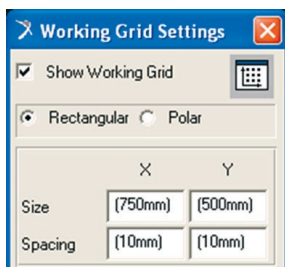 Working Grid Settings
Show Working Grid
Rectangular Polar
X Y
Size (750mm) (500mm)
Spacing (10mm) (10mm)